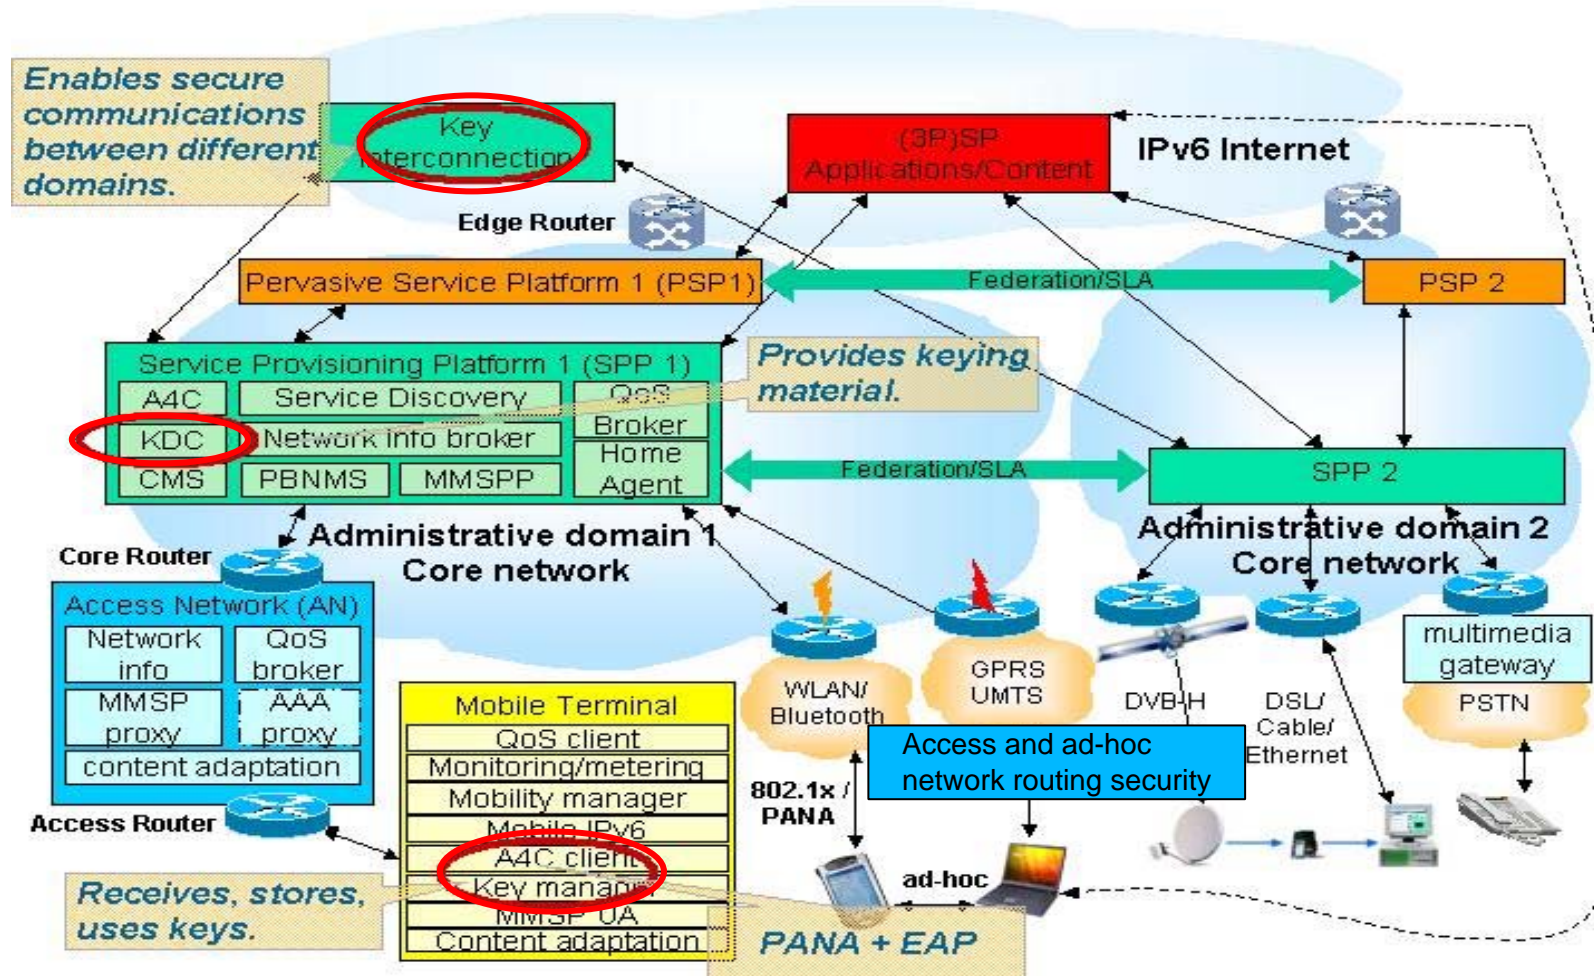 Enables secure
communications
between different
domains.
Key
Interconnection
(3P)SP
Applications/Content
IPv6 Internet
Edge Router
Pervasive Service Platform 1 (PSP1)
Federation/SLA
PSP 2
Service Provisioning Platform 1 (SPP 1)
A4C
Service Discovery
QoS
Broker
KDC
Network info broker
Home
Agent
CMS
PBNMS
MMSPP
Provides keying
material.
Federation/SLA
SPP 2
Administrative domain 1
Core network
Administrative domain 2
Core network
Core Router
Access Network (AN)
Network
info
QoS
broker
MMSP
proxy
AAA
proxy
content adaptation
Access Router
Mobile Terminal
QoS client
Monitoring/metering
Mobility manager
Mobile IPv6
A4C client
Key manager
MMSP UA
Content adaptation
Receives, stores,
uses keys.
PANA + EAP
WLAN/
Bluetooth
GPRS
UMTS
DVB-H
DSL/
Cable/
Ethernet
multimedia
gateway
PSTN
Access and ad-hoc
network routing security
802.1x /
PANA
ad-hoc